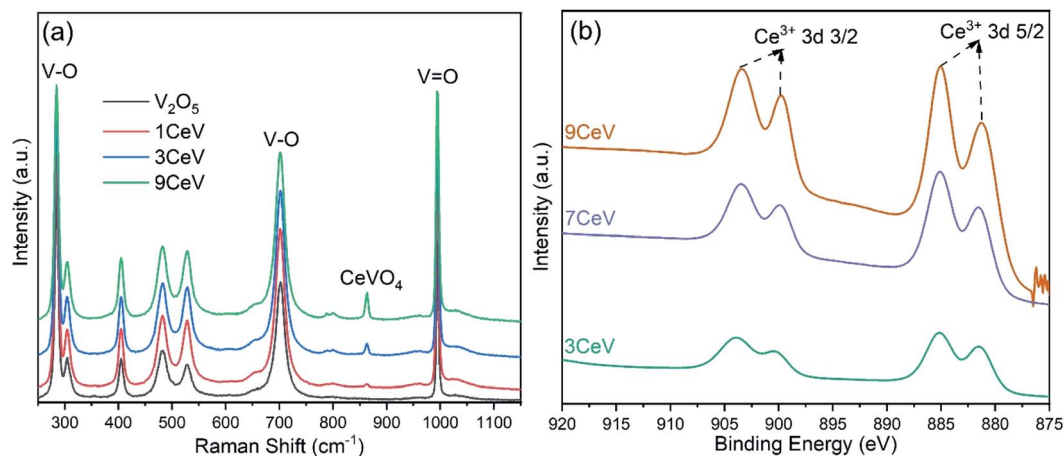 (a)
V–O
V=O
V₂O₅
1CeV
3CeV
9CeV
V–O
CeVO₄
Intensity (a.u.)
300 400 500 600 700 800 900 1000 1100
Raman Shift (cm⁻¹)
(b)
Ce³⁺ 3d 3/2
Ce³⁺ 3d 5/2
9CeV
7CeV
3CeV
Intensity (a.u.)
920 915 910 905 900 895 890 885 880 875
Binding Energy (eV)